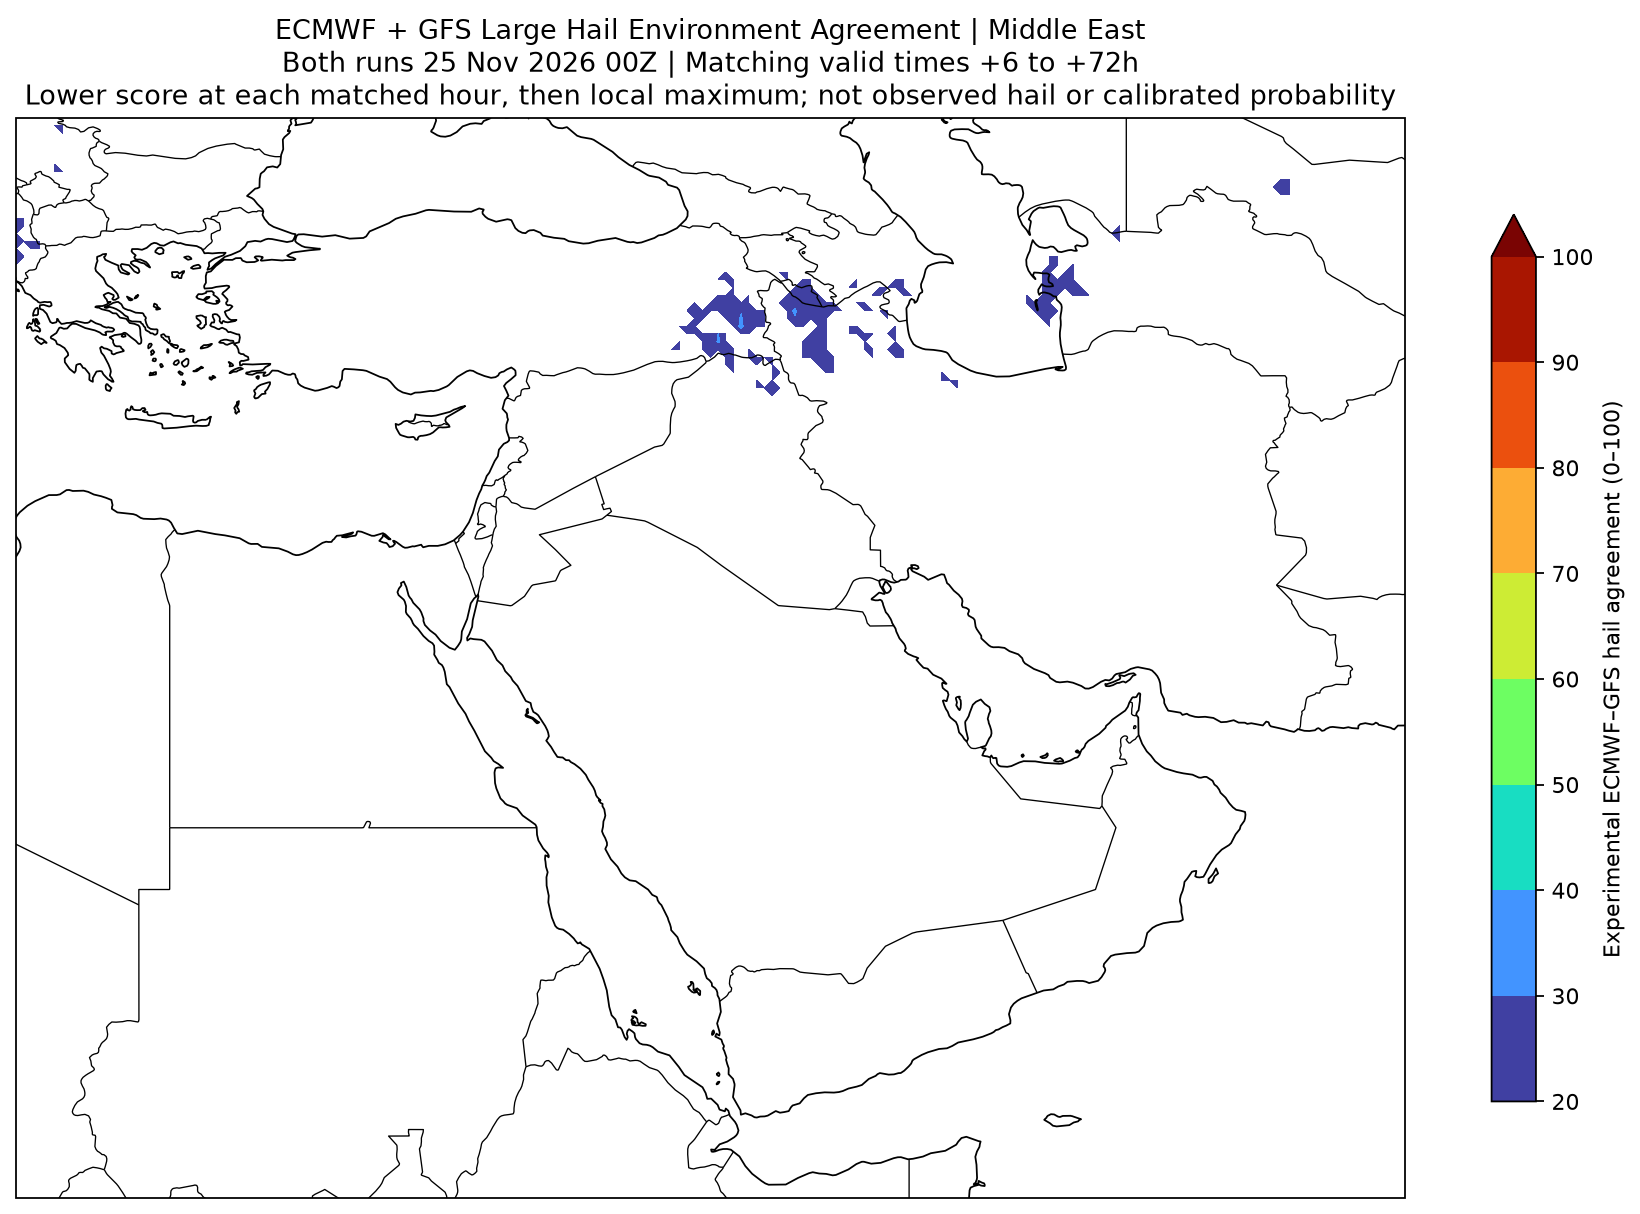 ECMWF + GFS Large Hail Environment Agreement | Middle East
Both runs 25 Nov 2026 00Z | Matching valid times +6 to +72h
Lower score at each matched hour, then local maximum; not observed hail or calibrated probability
100
90
80
70
60
50
40
30
20
Experimental ECMWF–GFS hail agreement (0–100)